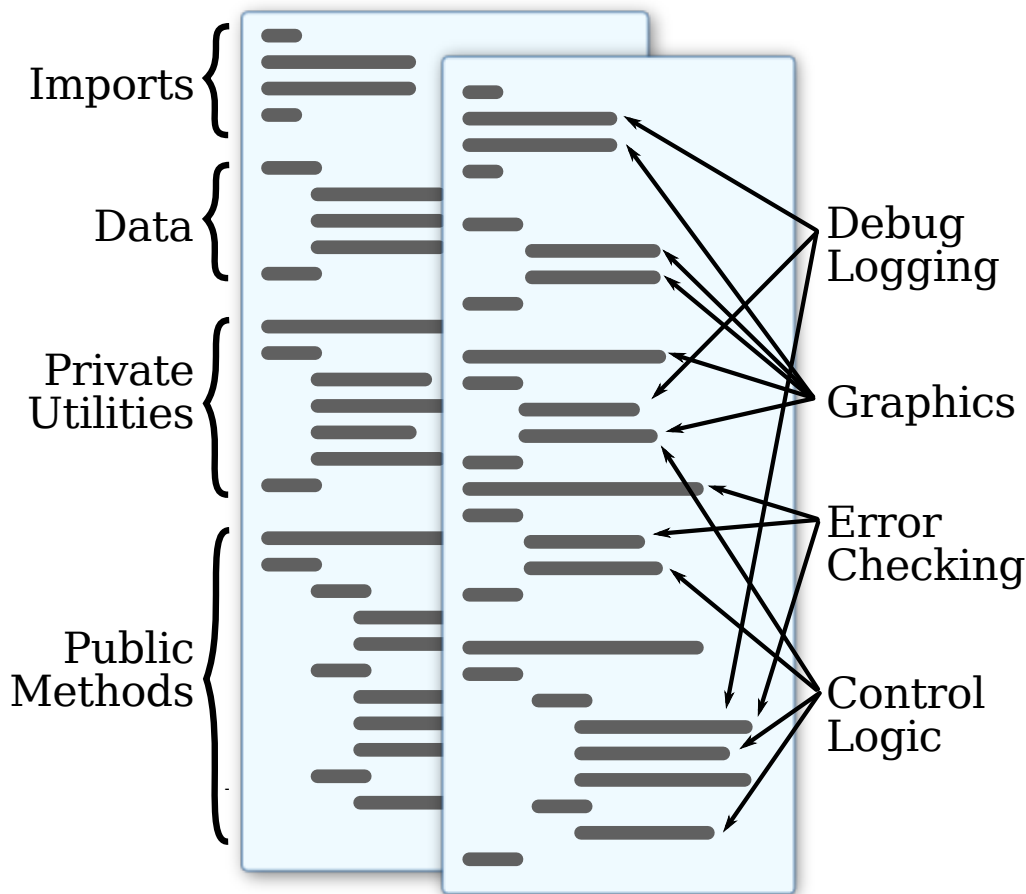 Imports
Data
Private
Utilities
Public
Methods
Debug
Logging
Graphics
Error
Checking
Control
Logic